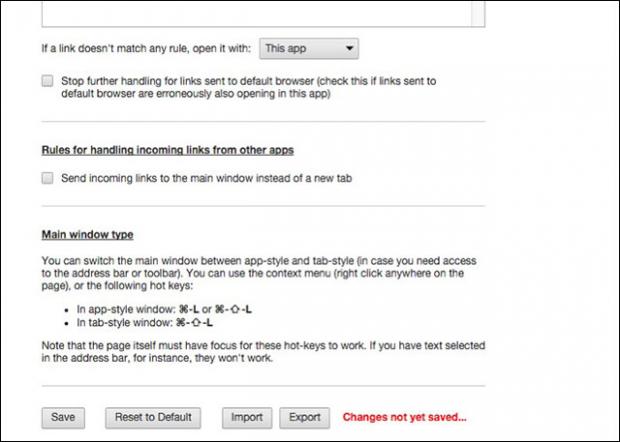 If a link doesn't match any rule, open it with: This app
Stop further handling for links sent to default browser (check this if links sent to
default browser are erroneously also opening in this app)
Rules for handling incoming links from other apps
Send incoming links to the main window instead of a new tab
Main window type
You can switch the main window between app-style and tab-style (in case you need access
to the address bar or toolbar). You can use the context menu (right click anywhere on the
page), or the following hot keys:
• In app-style window: ⌘-L or ⌘-⇧-L
• In tab-style window: ⌘-⇧-L
Note that the page itself must have focus for these hot-keys to work. If you have text selected
in the address bar, for instance, they won't work.
Save Reset to Default Import Export Changes not yet saved...